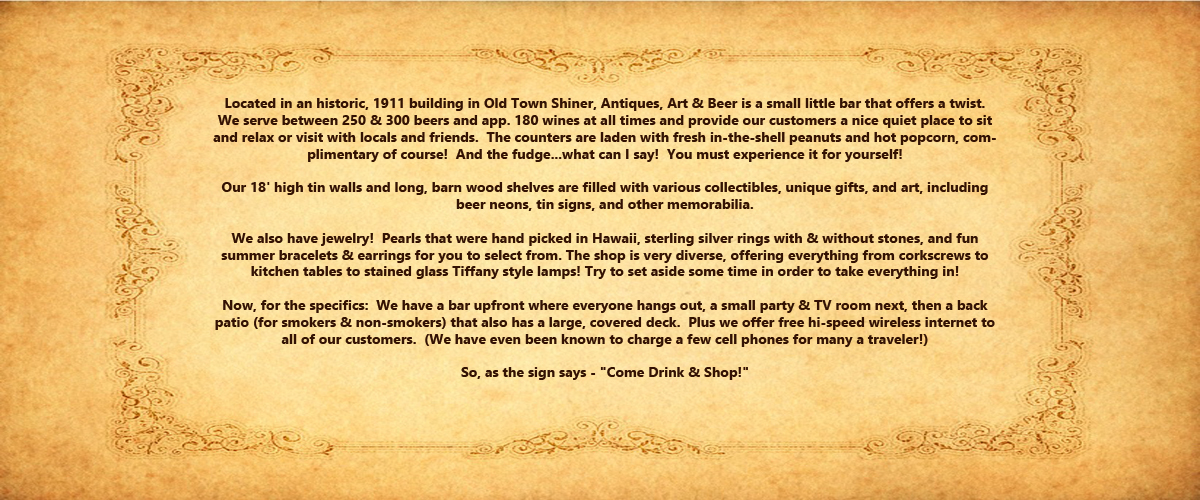 Located in an historic, 1911 building in Old Town Shiner, Antiques, Art & Beer is a small little bar that offers a twist.
We serve between 250 & 300 beers and app. 180 wines at all times and provide our customers a nice quiet place to sit
and relax or visit with locals and friends.  The counters are laden with fresh in-the-shell peanuts and hot popcorn, com-
plimentary of course!  And the fudge...what can I say!  You must experience it for yourself!
Our 18' high tin walls and long, barn wood shelves are filled with various collectibles, unique gifts, and art, including
beer neons, tin signs, and other memorabilia.
We also have jewelry!  Pearls that were hand picked in Hawaii, sterling silver rings with & without stones, and fun
summer bracelets & earrings for you to select from. The shop is very diverse, offering everything from corkscrews to
kitchen tables to stained glass Tiffany style lamps! Try to set aside some time in order to take everything in!
Now, for the specifics:  We have a bar upfront where everyone hangs out, a small party & TV room next, then a back
patio (for smokers & non-smokers) that also has a large, covered deck.  Plus we offer free hi-speed wireless internet to
all of our customers.  (We have even been known to charge a few cell phones for many a traveler!)
So, as the sign says - "Come Drink & Shop!"